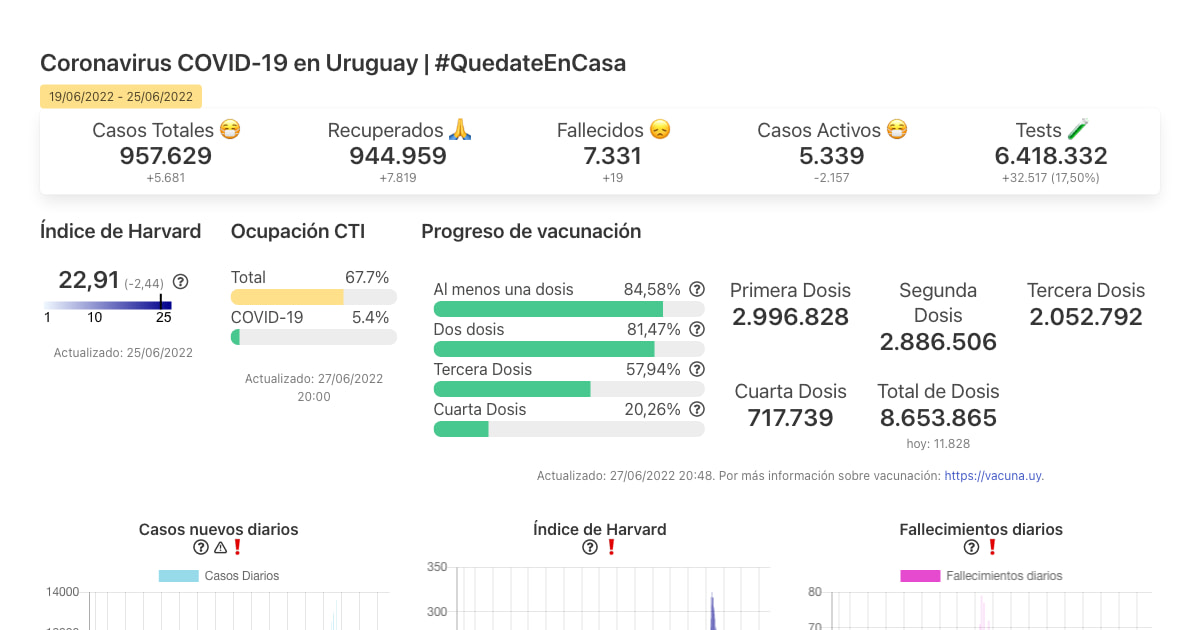 Coronavirus COVID-19 en Uruguay | #QuedateEnCasa
19/06/2022 - 25/06/2022
Casos Totales 😷
957.629
+5.681
Recuperados 🙏
944.959
+7.819
Fallecidos 😞
7.331
+19
Casos Activos 😷
5.339
-2.157
Tests 🧪
6.418.332
+32.517 (17,50%)
Índice de Harvard
22,91 (-2,44)
1 10 25
Actualizado: 25/06/2022
Ocupación CTI
Total 67.7%
COVID-19 5.4%
Actualizado: 27/06/2022
20:00
Progreso de vacunación
Al menos una dosis 84,58%
Dos dosis 81,47%
Tercera Dosis 57,94%
Cuarta Dosis 20,26%
Primera Dosis
2.996.828
Segunda
Dosis
2.886.506
Tercera Dosis
2.052.792
Cuarta Dosis
717.739
Total de Dosis
8.653.865
hoy: 11.828
Actualizado: 27/06/2022 20:48. Por más información sobre vacunación: https://vacuna.uy.
Casos nuevos diarios
Casos Diarios
14000
Índice de Harvard
350
300
Fallecimientos diarios
Fallecimientos diarios
80
70